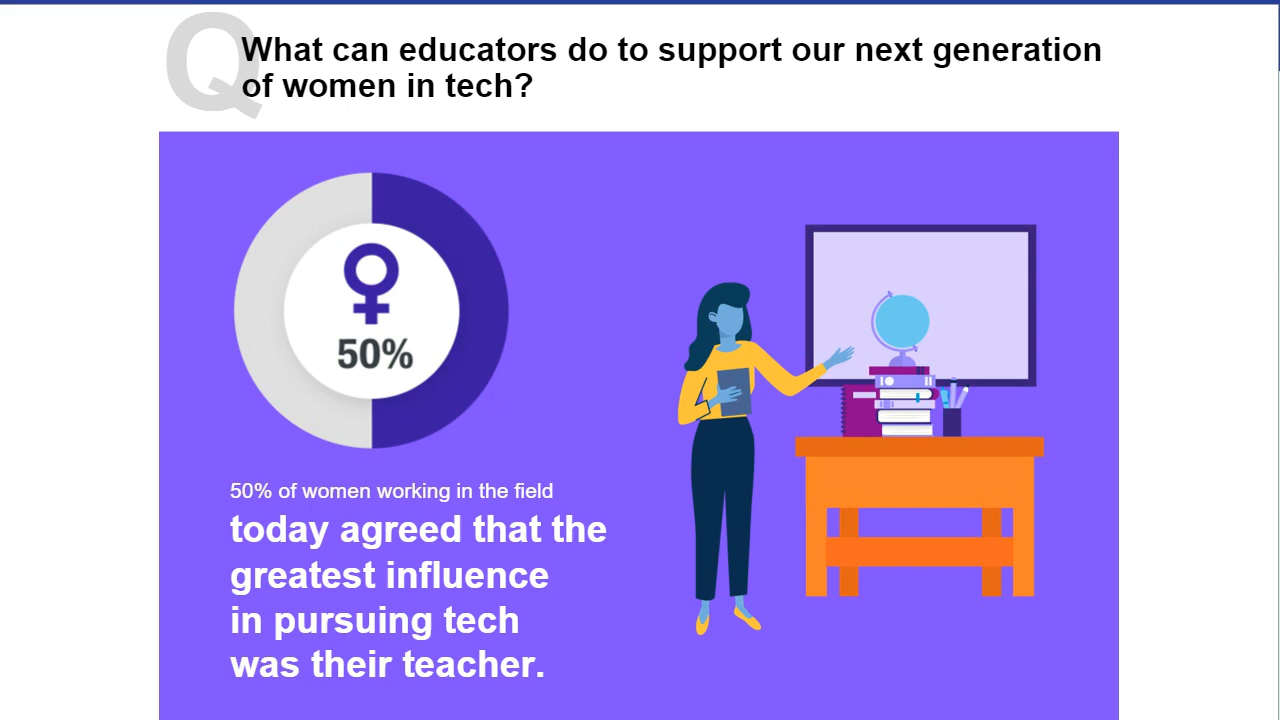 Q
What can educators do to support our next generation
of women in tech?
50%
50% of women working in the field
today agreed that the
greatest influence
in pursuing tech
was their teacher.